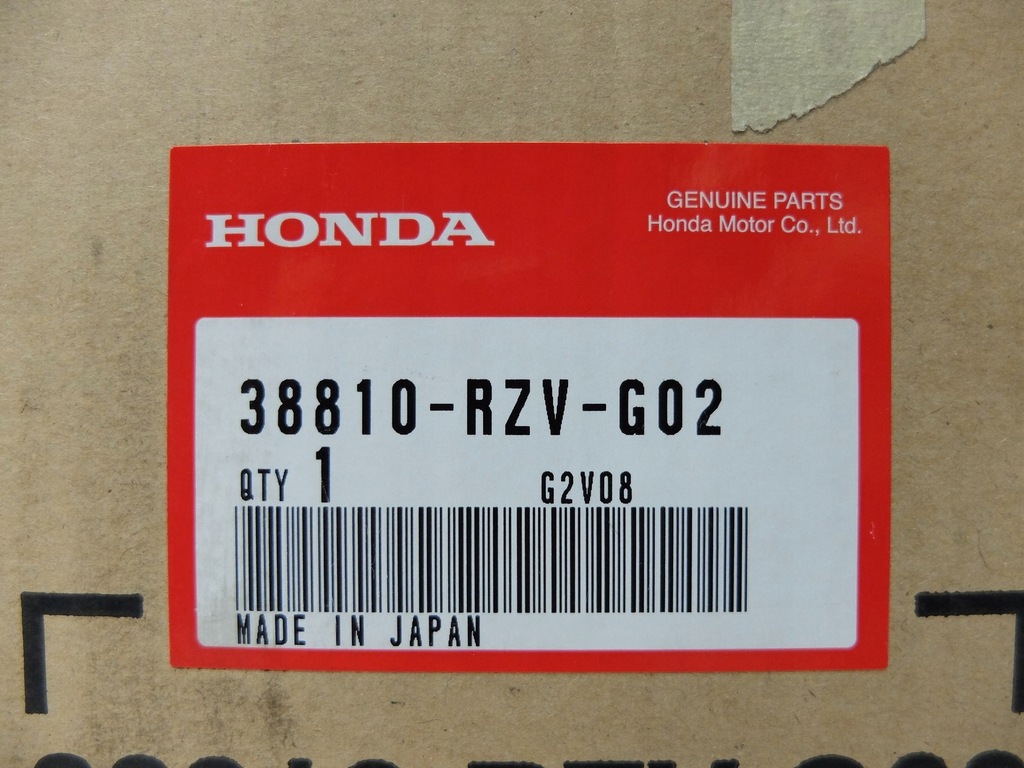 HONDA
GENUINE PARTS
Honda Motor Co., Ltd.
38810-RZV-G02
QTY 1 G2V08
MADE IN JAPAN